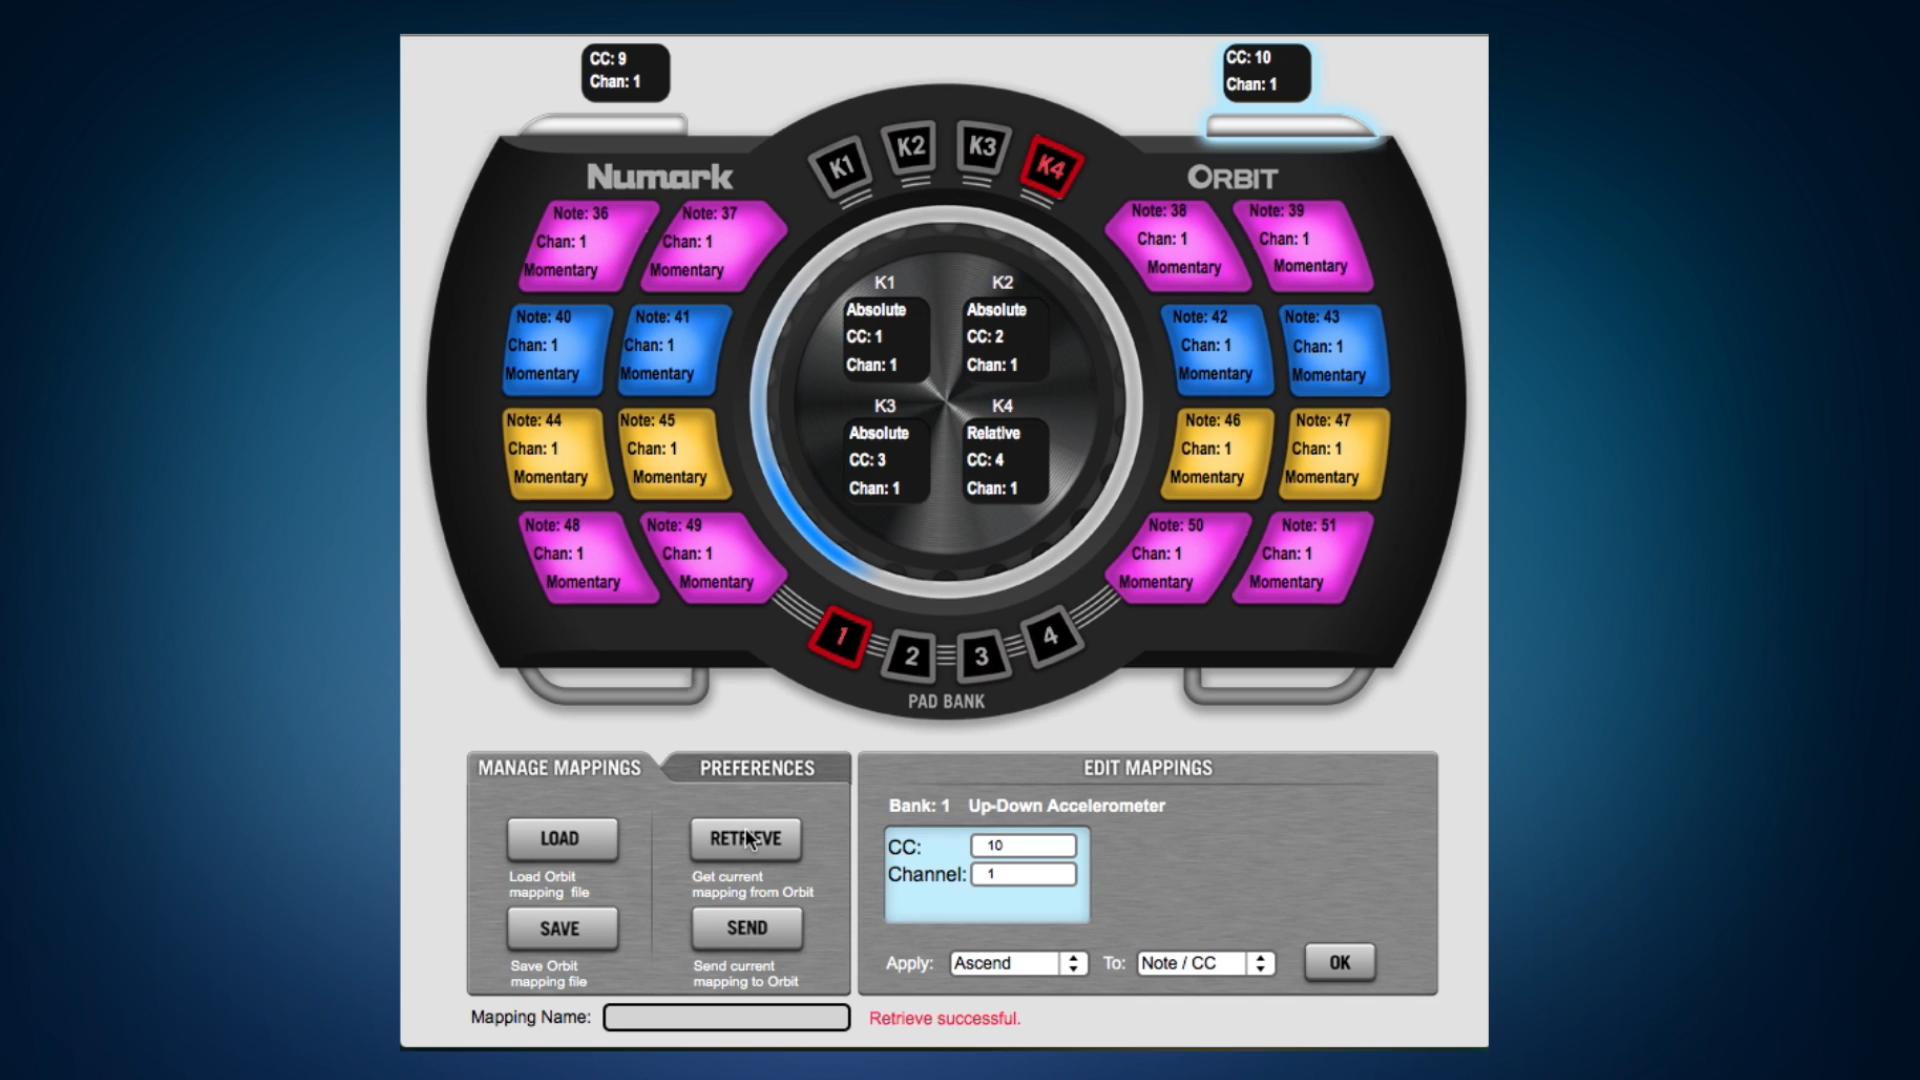 CC: 9
Chan: 1
CC: 10
Chan: 1
Numark
K1
K2
K3
K4
ORBIT
Note: 36
Chan: 1
Momentary
Note: 37
Chan: 1
Momentary
Note: 38
Chan: 1
Momentary
Note: 39
Chan: 1
Momentary
Note: 40
Chan: 1
Momentary
Note: 41
Chan: 1
Momentary
K1
Absolute
CC: 1
Chan: 1
K2
Absolute
CC: 2
Chan: 1
K3
Absolute
CC: 3
Chan: 1
K4
Relative
CC: 4
Chan: 1
Note: 42
Chan: 1
Momentary
Note: 43
Chan: 1
Momentary
Note: 44
Chan: 1
Momentary
Note: 45
Chan: 1
Momentary
Note: 46
Chan: 1
Momentary
Note: 47
Chan: 1
Momentary
Note: 48
Chan: 1
Momentary
Note: 49
Chan: 1
Momentary
Note: 50
Chan: 1
Momentary
Note: 51
Chan: 1
Momentary
1
2
3
4
PAD BANK
MANAGE MAPPINGS
PREFERENCES
LOAD
Load Orbit
mapping file
RETRIEVE
Get current
mapping from Orbit
SAVE
Save Orbit
mapping file
SEND
Send current
mapping to Orbit
EDIT MAPPINGS
Bank: 1 Up-Down Accelerometer
CC: 10
Channel: 1
Apply: Ascend To: Note / CC OK
Mapping Name:
Retrieve successful.